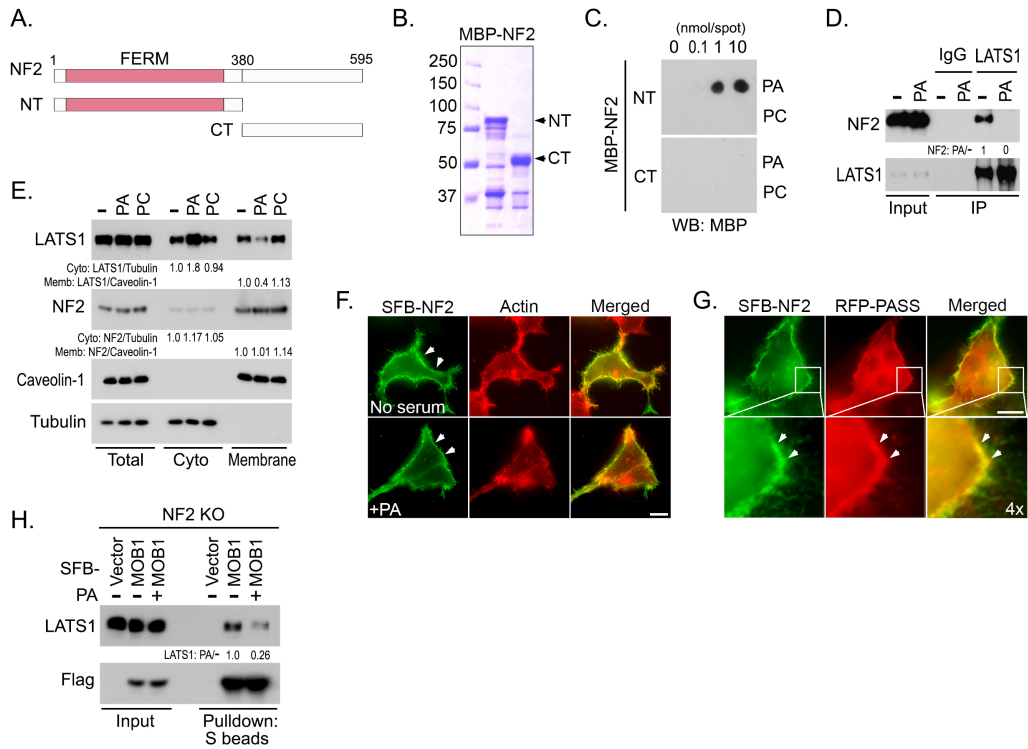 A.
1 FERM 380 595
NF2
NT
CT
B.
MBP-NF2
250
150
100
75
50
37
NT
CT
C.
(nmol/spot)
0 0.1 1 10
MBP-NF2
NT
CT
PA
PC
PA
PC
WB: MBP
D.
IgG LATS1
- PA - PA - PA
NF2
NF2: PA/- 1 0
LATS1
Input IP
E.
- PA PC - PA PC - PA PC
LATS1
Cyto: LATS1/Tubulin 1.0 1.8 0.94
Memb: LATS1/Caveolin-1 1.0 0.4 1.13
NF2
Cyto: NF2/Tubulin 1.0 1.17 1.05
Memb: NF2/Caveolin-1 1.0 1.01 1.14
Caveolin-1
Tubulin
Total Cyto Membrane
F.
SFB-NF2 Actin Merged
No serum
+PA
G.
SFB-NF2 RFP-PASS Merged
4x
H.
NF2 KO
SFB- Vector MOB1 MOB1 Vector MOB1 MOB1
PA - - + - - +
LATS1
LATS1: PA/- 1.0 0.26
Flag
Input Pulldown:
S beads